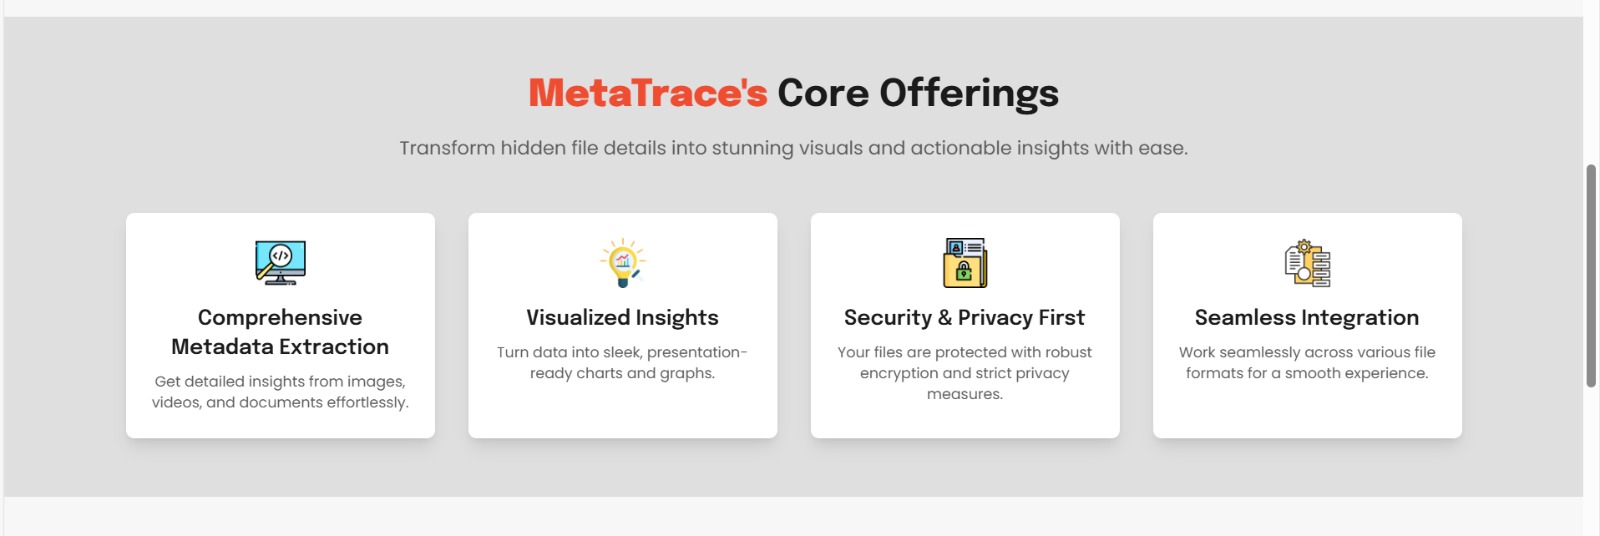 MetaTrace's Core Offerings
Transform hidden file details into stunning visuals and actionable insights with ease.
Comprehensive
Metadata Extraction
Get detailed insights from images,
videos, and documents effortlessly.
Visualized Insights
Turn data into sleek, presentation-
ready charts and graphs.
Security & Privacy First
Your files are protected with robust
encryption and strict privacy
measures.
Seamless Integration
Work seamlessly across various file
formats for a smooth experience.